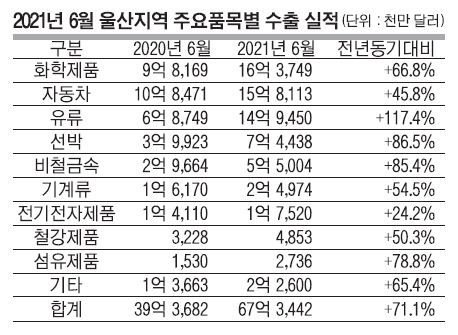 2021년 6월 울산지역 주요품목별 수출 실적 (단위 : 천만 달러)
구분 2020년 6월 2021년 6월 전년동기대비
화학제품 9억 8,169 16억 3,749 +66.8%
자동차 10억 8,471 15억 8,113 +45.8%
유류 6억 8,749 14억 9,450 +117.4%
선박 3억 9,923 7억 4,438 +86.5%
비철금속 2억 9,664 5억 5,004 +85.4%
기계류 1억 6,170 2억 4,974 +54.5%
전기전자제품 1억 4,110 1억 7,520 +24.2%
철강제품 3,228 4,853 +50.3%
섬유제품 1,530 2,736 +78.8%
기타 1억 3,663 2억 2,600 +65.4%
합계 39억 3,682 67억 3,442 +71.1%